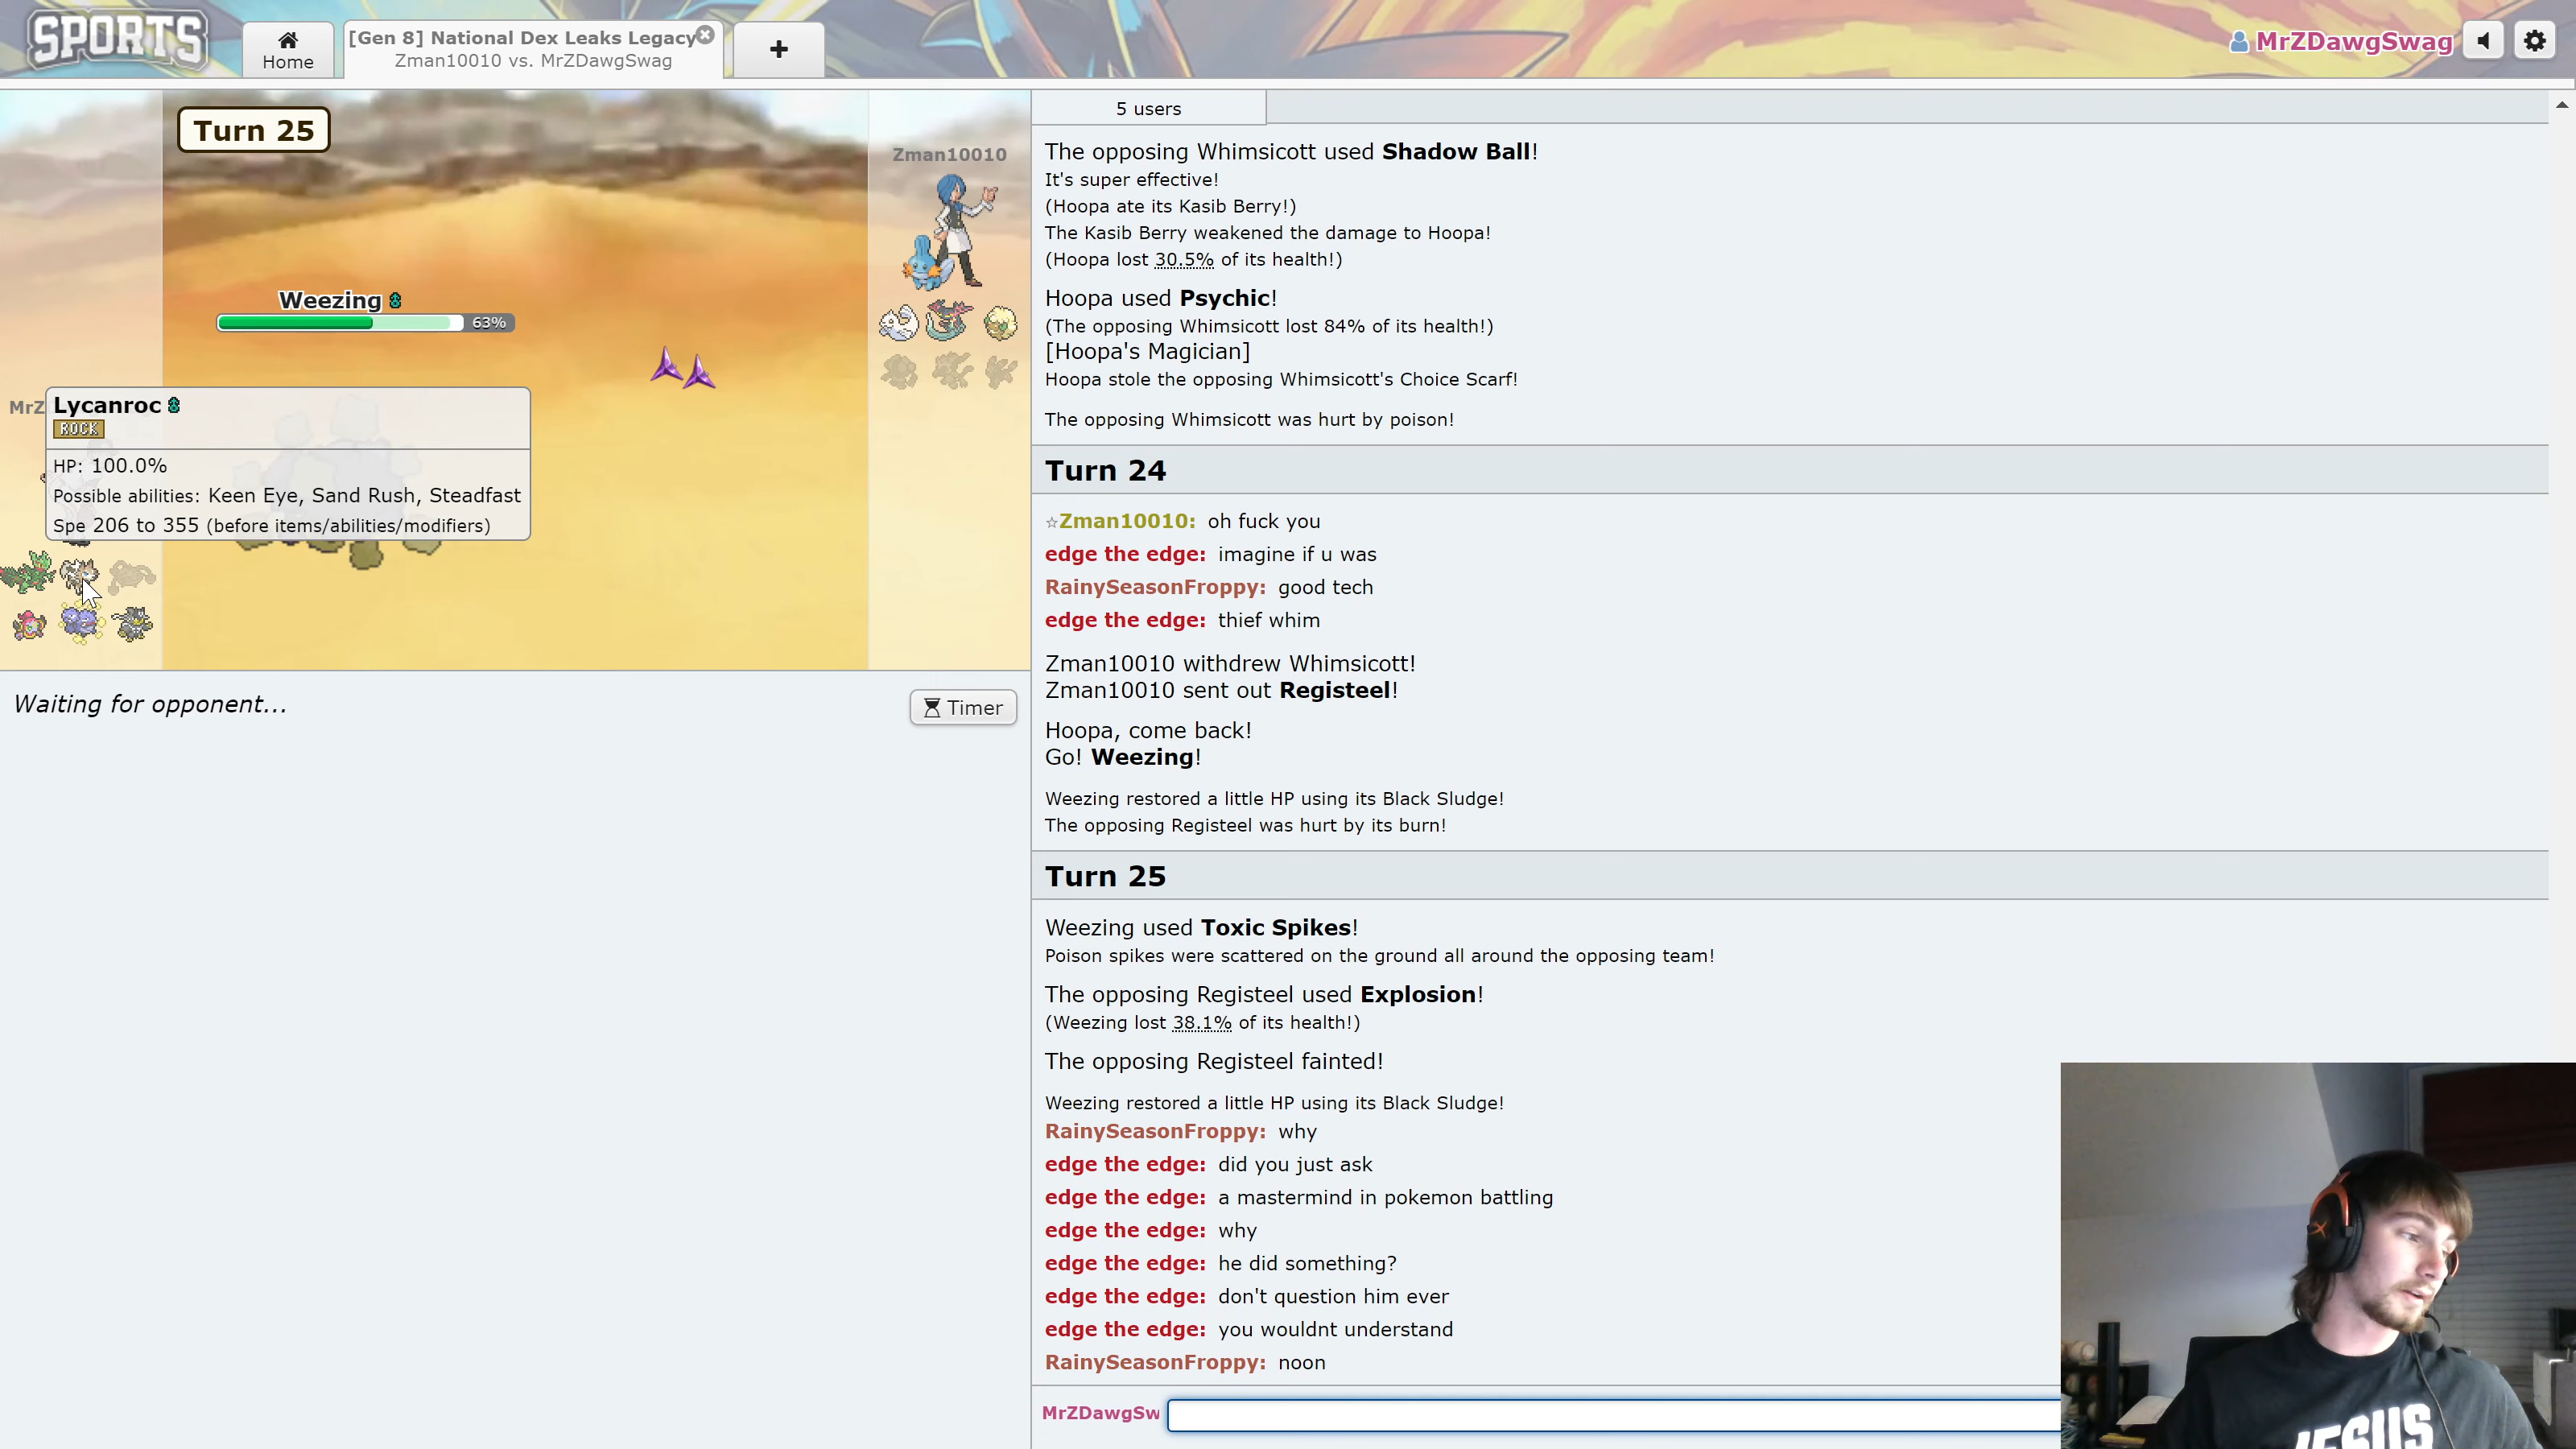 SPORTS
Home
[Gen 8] National Dex Leaks Legacy
Zman10010 vs. MrZDawgSwag
+
MrZDawgSwag
Turn 25
Zman10010
Weezing
63%
MrZ
Lycanroc
ROCK
HP: 100.0%
Possible abilities: Keen Eye, Sand Rush, Steadfast
Spe 206 to 355 (before items/abilities/modifiers)
Waiting for opponent...
Timer
5 users
The opposing Whimsicott used Shadow Ball!
It's super effective!
(Hoopa ate its Kasib Berry!)
The Kasib Berry weakened the damage to Hoopa!
(Hoopa lost 30.5% of its health!)
Hoopa used Psychic!
(The opposing Whimsicott lost 84% of its health!)
[Hoopa's Magician]
Hoopa stole the opposing Whimsicott's Choice Scarf!
The opposing Whimsicott was hurt by poison!
Turn 24
☆Zman10010: oh fuck you
edge the edge: imagine if u was
RainySeasonFroppy: good tech
edge the edge: thief whim
Zman10010 withdrew Whimsicott!
Zman10010 sent out Registeel!
Hoopa, come back!
Go! Weezing!
Weezing restored a little HP using its Black Sludge!
The opposing Registeel was hurt by its burn!
Turn 25
Weezing used Toxic Spikes!
Poison spikes were scattered on the ground all around the opposing team!
The opposing Registeel used Explosion!
(Weezing lost 38.1% of its health!)
The opposing Registeel fainted!
Weezing restored a little HP using its Black Sludge!
RainySeasonFroppy: why
edge the edge: did you just ask
edge the edge: a mastermind in pokemon battling
edge the edge: why
edge the edge: he did something?
edge the edge: don't question him ever
edge the edge: you wouldnt understand
RainySeasonFroppy: noon
MrZDawgSw
JESUS